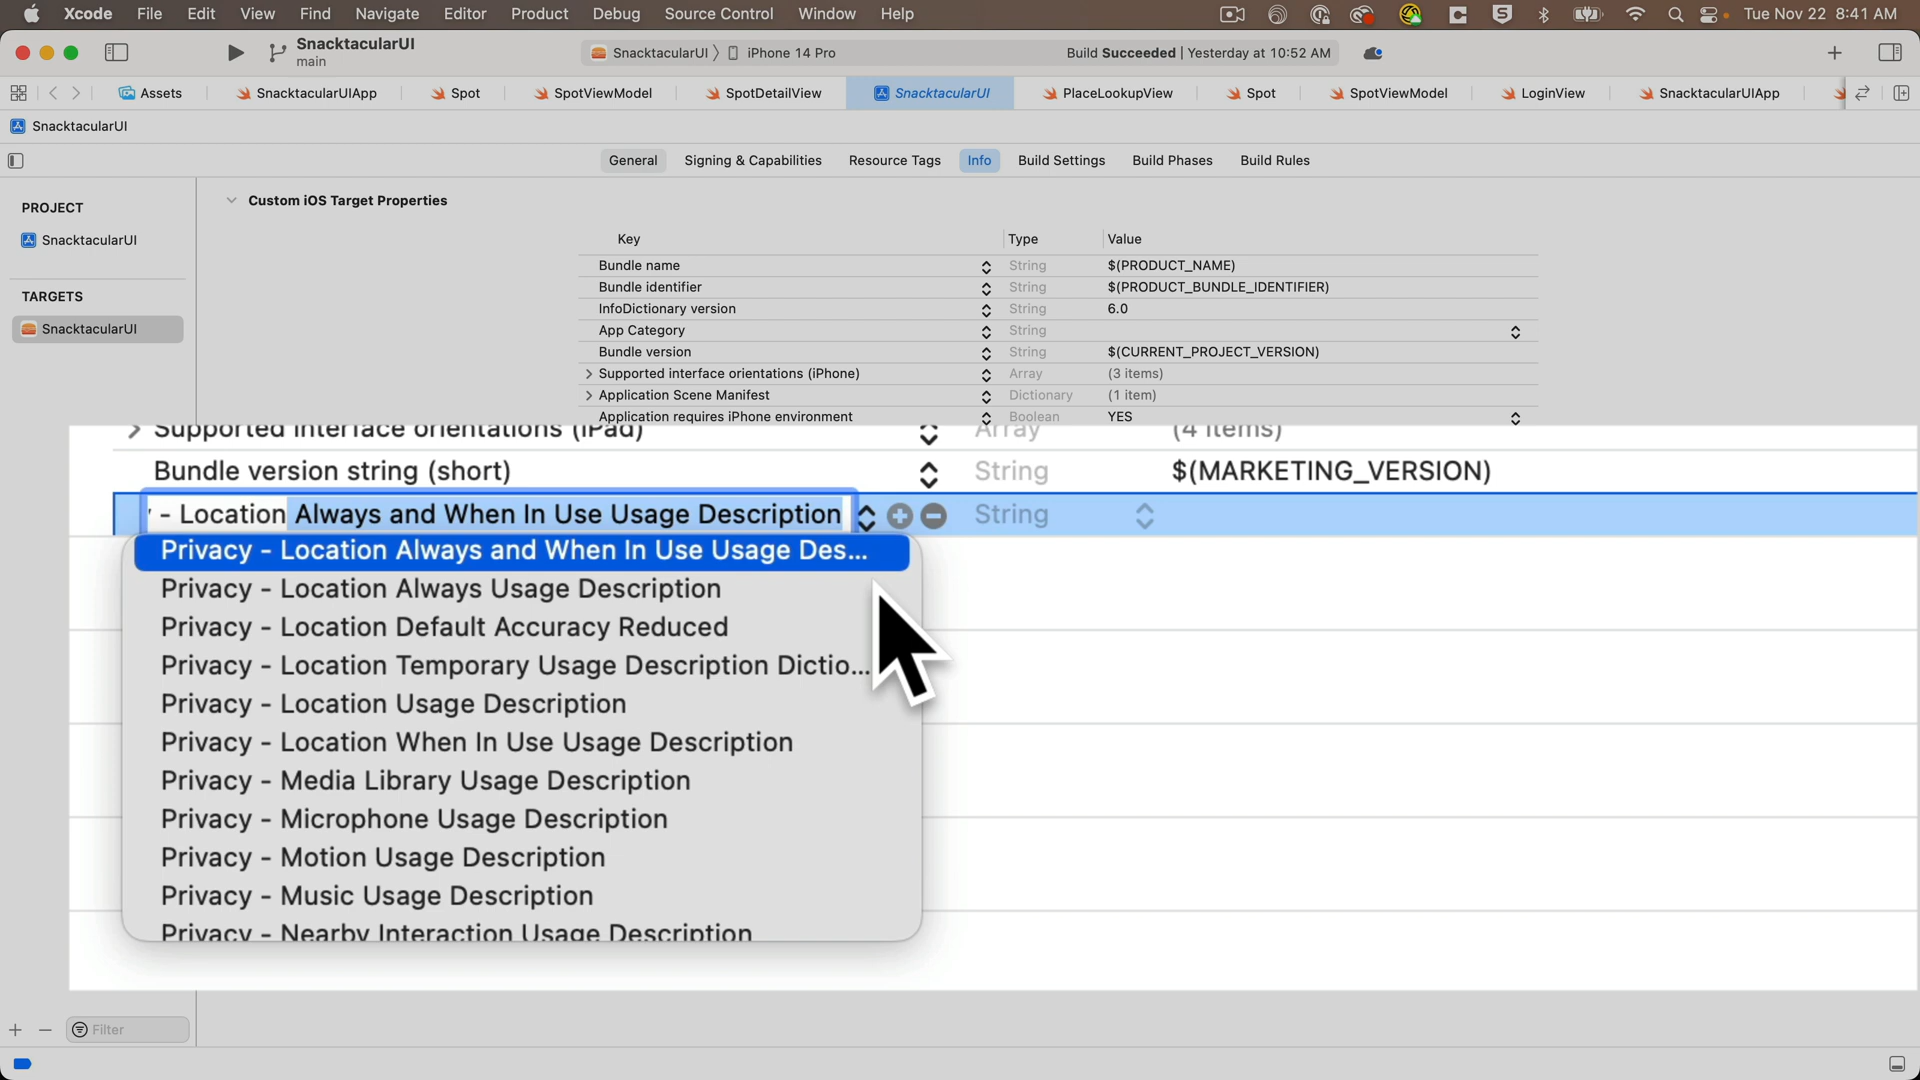 Xcode File Edit View Find Navigate Editor Product Debug Source Control Window Help Tue Nov 22 8:41 AM
SnacktacularUI
main
SnacktacularUI iPhone 14 Pro
Build Succeeded | Yesterday at 10:52 AM
Assets SnacktacularUIApp Spot SpotViewModel SpotDetailView SnacktacularUI PlaceLookupView Spot SpotViewModel LoginView SnacktacularUIApp
SnacktacularUI
General Signing & Capabilities Resource Tags Info Build Settings Build Phases Build Rules
PROJECT
SnacktacularUI
TARGETS
SnacktacularUI
Filter
Custom iOS Target Properties
Key Type Value
Bundle name String $(PRODUCT_NAME)
Bundle identifier String $(PRODUCT_BUNDLE_IDENTIFIER)
InfoDictionary version String 6.0
App Category String
Bundle version String $(CURRENT_PROJECT_VERSION)
Supported interface orientations (iPhone) Array (3 items)
Application Scene Manifest Dictionary (1 item)
Application requires iPhone environment Boolean YES
Supported interface orientations (iPad) Array (4 items)
Bundle version string (short) String $(MARKETING_VERSION)
- Location Always and When In Use Usage Description String
Privacy - Location Always and When In Use Usage Des...
Privacy - Location Always Usage Description
Privacy - Location Default Accuracy Reduced
Privacy - Location Temporary Usage Description Dictio...
Privacy - Location Usage Description
Privacy - Location When In Use Usage Description
Privacy - Media Library Usage Description
Privacy - Microphone Usage Description
Privacy - Motion Usage Description
Privacy - Music Usage Description
Privacy - Nearby Interaction Usage Description